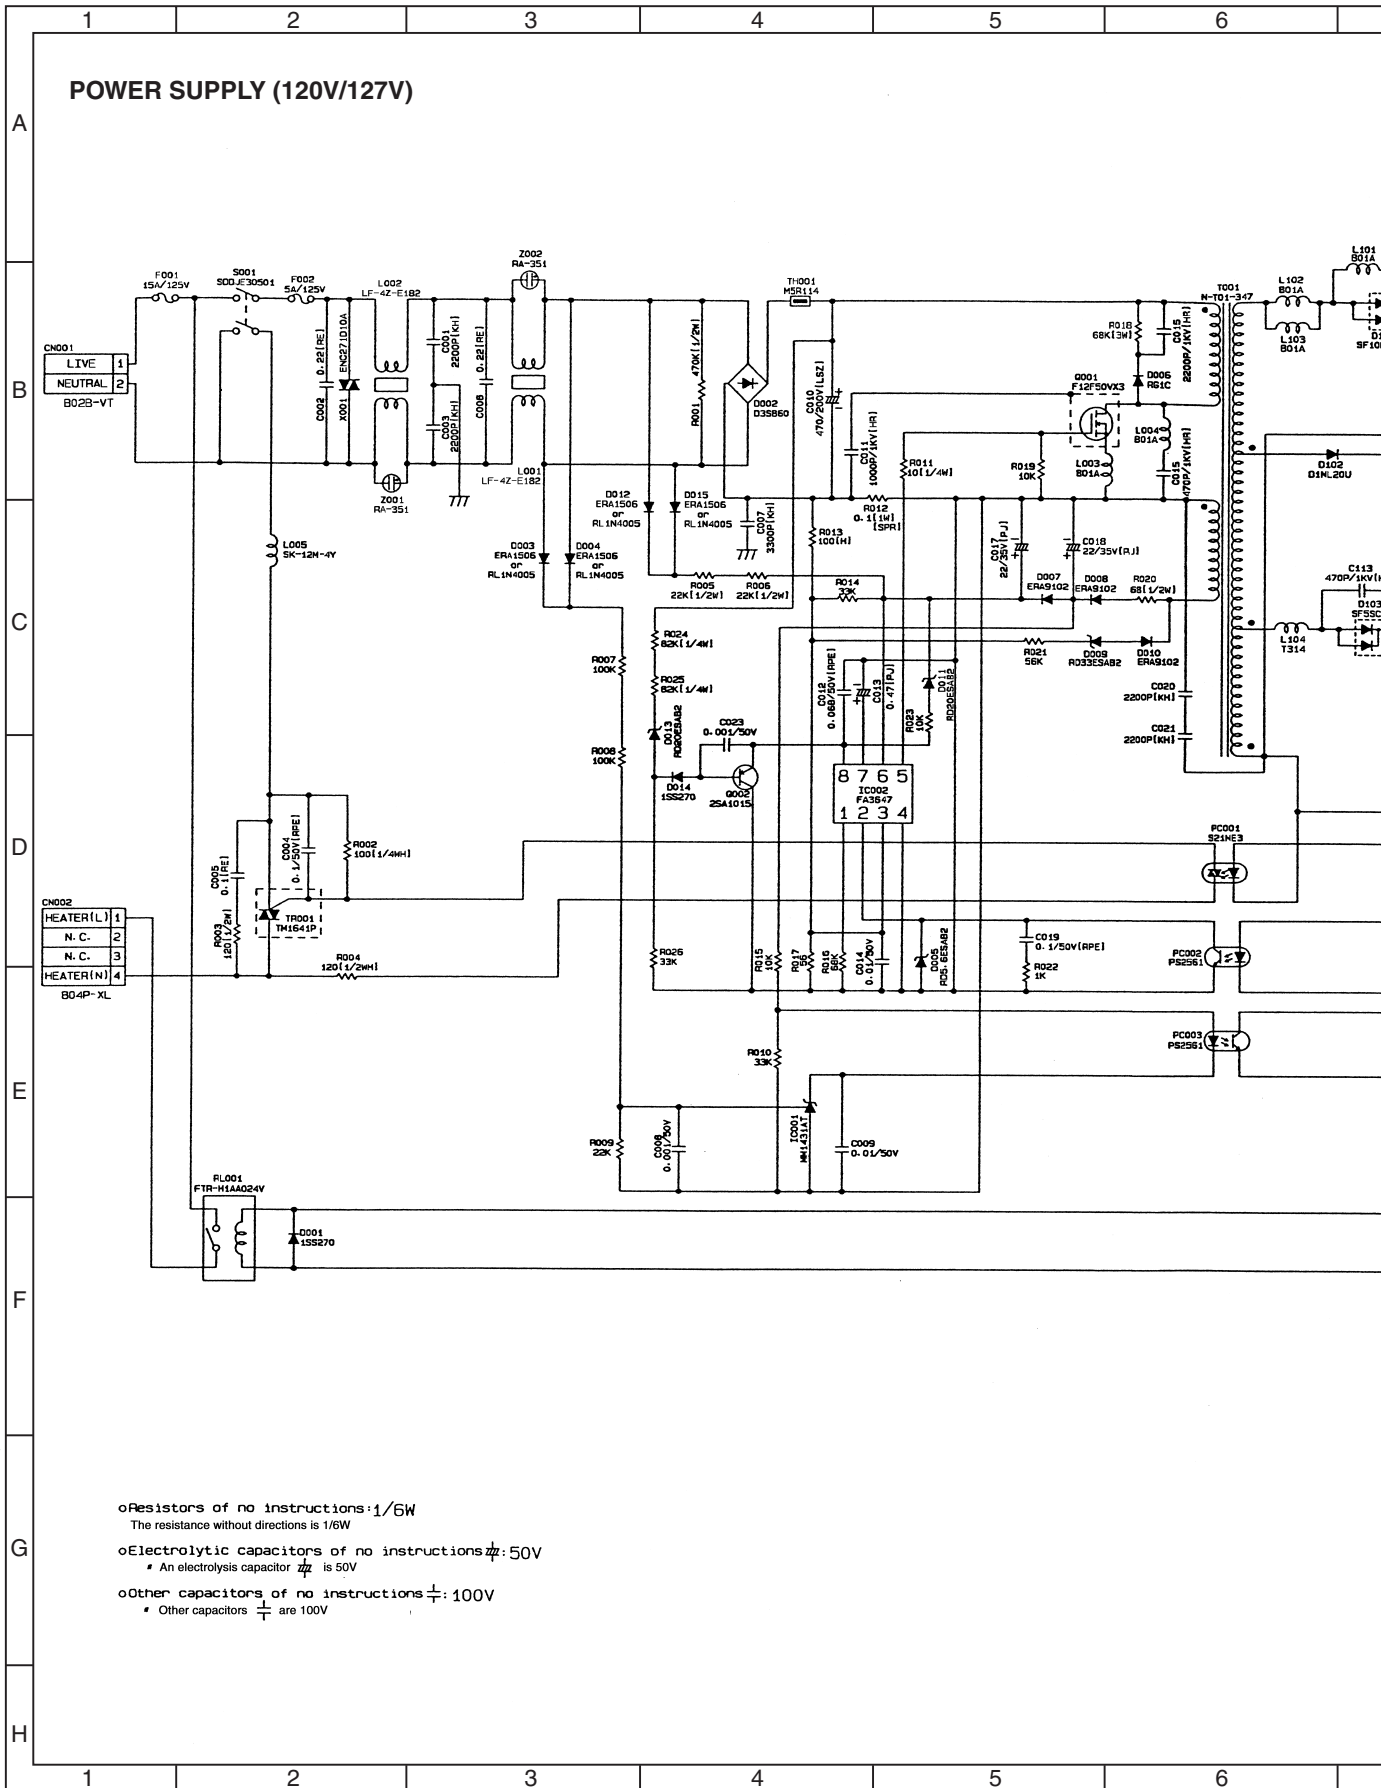 1 2 3 4 5 6
A
POWER SUPPLY (120V/127V)
B
F001
15A/125V
S001
SDDJE30501
F002
5A/125V
L002
LF-4Z-E182
Z002
RA-351
TH001
M5R114
T001
N-T01-347
L102
B01A
L103
B01A
L101
B01A
CN001
LIVE 1
NEUTRAL 2
B02B-VT
C002
0.22[RE]
X001
ENC271D10A
C001
2200P[KH]
C003
2200P[KH]
C006
0.22[RE]
R001
470K[1/2W]
D002
D3SB60
C010
470/200V[LSZ]
C011
1000P/1KV[HR]
R011
10[1/4W]
R019
10K
Q001
F12F50VX3
R018
68K[3W]
C015
2200P/1KV[HR]
D006
RG1C
L004
B01A
L003
B01A
C015
470P/1KV[HR]
D102
D1NL20U
Z001
RA-351
L001
LF-4Z-E182
C
L005
SK-12M-4Y
D003
ERA1506
or
RL1N4005
D004
ERA1506
or
RL1N4005
D012
ERA1506
or
RL1N4005
D015
ERA1506
or
RL1N4005
C007
3300P[KH]
R012
0.1[1W]
[SPR]
R013
100[H]
C017
22/35V[PJ]
C018
22/35V[PJ]
R005
22K[1/2W]
R006
22K[1/2W]
R014
33K
D007
ERA9102
D008
ERA9102
R020
68[1/2W]
C113
D103
L104
T314
R007
100K
R024
82K[1/4W]
R025
82K[1/4W]
R021
56K
D009
RD33ESAB2
D010
ERA9102
C012
0.068/50V[RPE]
C013
0.47[PJ]
D011
RD20ESAB2
R023
10K
C020
2200P[KH]
C021
2200P[KH]
D
R008
100K
D013
RD20ESAB2
C023
0.001/50V
D014
1SS270
Q002
2SA1015
8 7 6 5
IC002
FA3647
1 2 3 4
C005
0.1[RE]
C004
0.1/50V[RPE]
R002
100[1/4WH]
PC001
S21ME3
CN002
HEATER(L) 1
N.C. 2
N.C. 3
HEATER(N) 4
B04P-XL
R003
120[1/2W]
TR001
TM1641P
R004
120[1/2WH]
R026
33K
R015
10K
R017
56
R016
68K
C014
0.01/50V
D005
RD5.6ESAB2
C019
0.1/50V[RPE]
R022
1K
PC002
PS2561
E
R010
33K
PC003
PS2561
R009
22K
C008
0.001/50V
IC001
MM1431AT
C009
0.01/50V
RL001
FTR-H1AA024V
D001
1SS270
F
G
oResistors of no instructions:1/6W
The resistance without directions is 1/6W
oElectrolytic capacitors of no instructions :50V
An electrolysis capacitor is 50V
oOther capacitors of no instructions :100V
Other capacitors are 100V
H
1 2 3 4 5 6